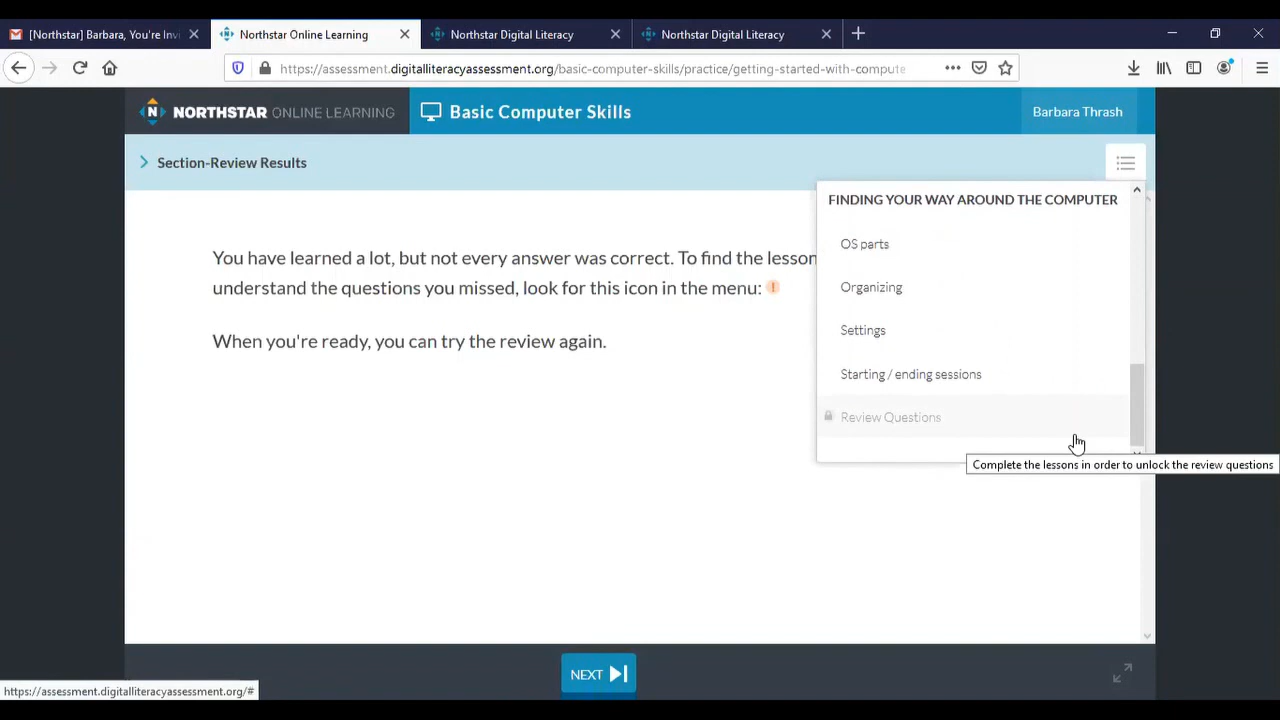 [Northstar] Barbara, You're Inv
Northstar Online Learning
Northstar Digital Literacy
Northstar Digital Literacy
https://assessment.digitalliteracyassessment.org/basic-computer-skills/practice/getting-started-with-compute
NORTHSTAR ONLINE LEARNING
Basic Computer Skills
Barbara Thrash
Section-Review Results
You have learned a lot, but not every answer was correct. To find the lesson
understand the questions you missed, look for this icon in the menu: !
When you're ready, you can try the review again.
FINDING YOUR WAY AROUND THE COMPUTER
OS parts
Organizing
Settings
Starting / ending sessions
Review Questions
Complete the lessons in order to unlock the review questions
NEXT
https://assessment.digitalliteracyassessment.org/#